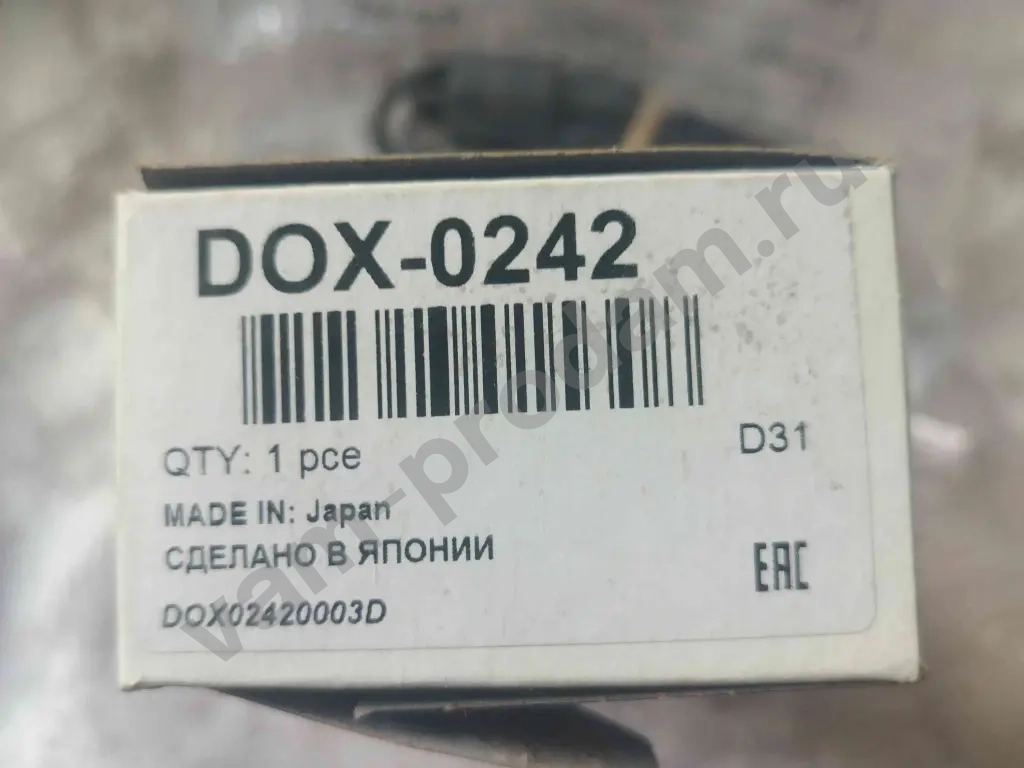 DOX-0242
QTY: 1 pce
D31
MADE IN: Japan
СДЕЛАНО В ЯПОНИИ
EAC
DOX02420003D
vam-prodam.ru